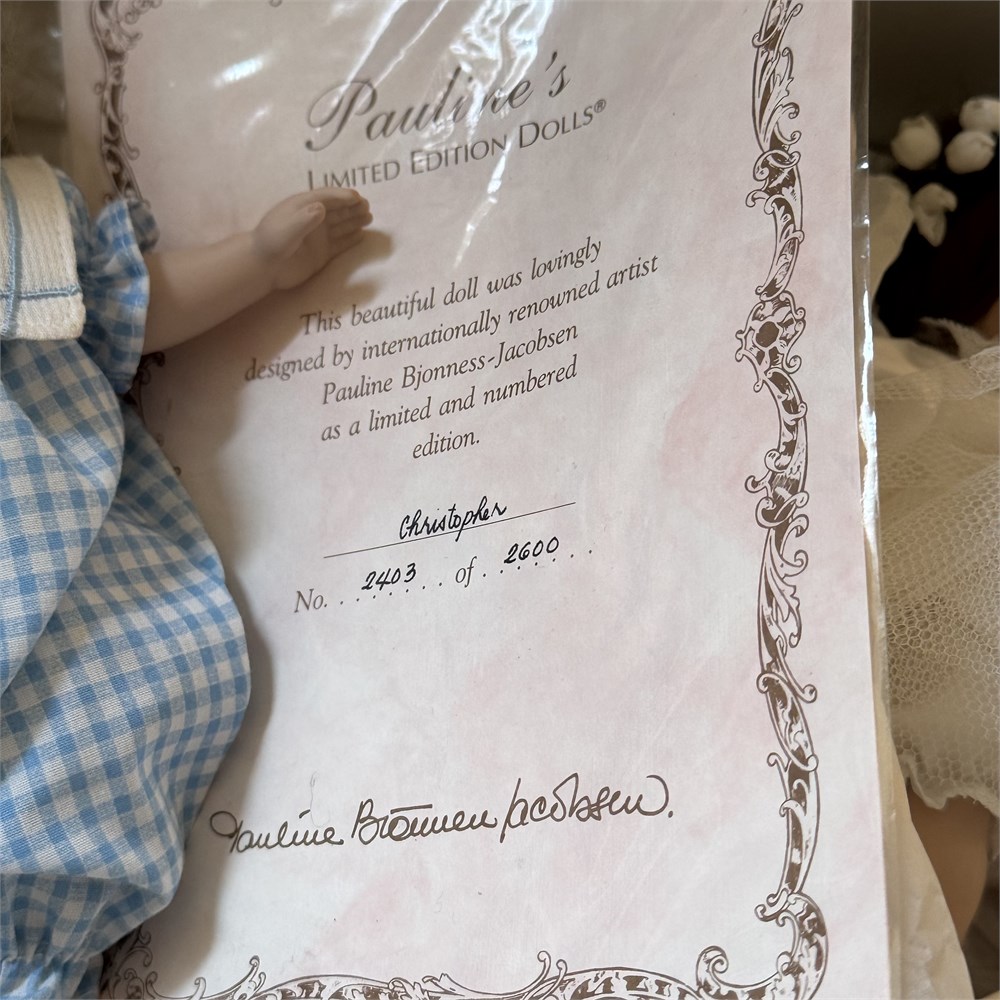 Pauline's
LIMITED EDITION DOLLS®
This beautiful doll was lovingly
designed by internationally renowned artist
Pauline Bjonness-Jacobsen
as a limited and numbered
edition.
Christopher
No. . . 2403 . . of . . 2600 . .
Pauline Bjonness Jacobsen.